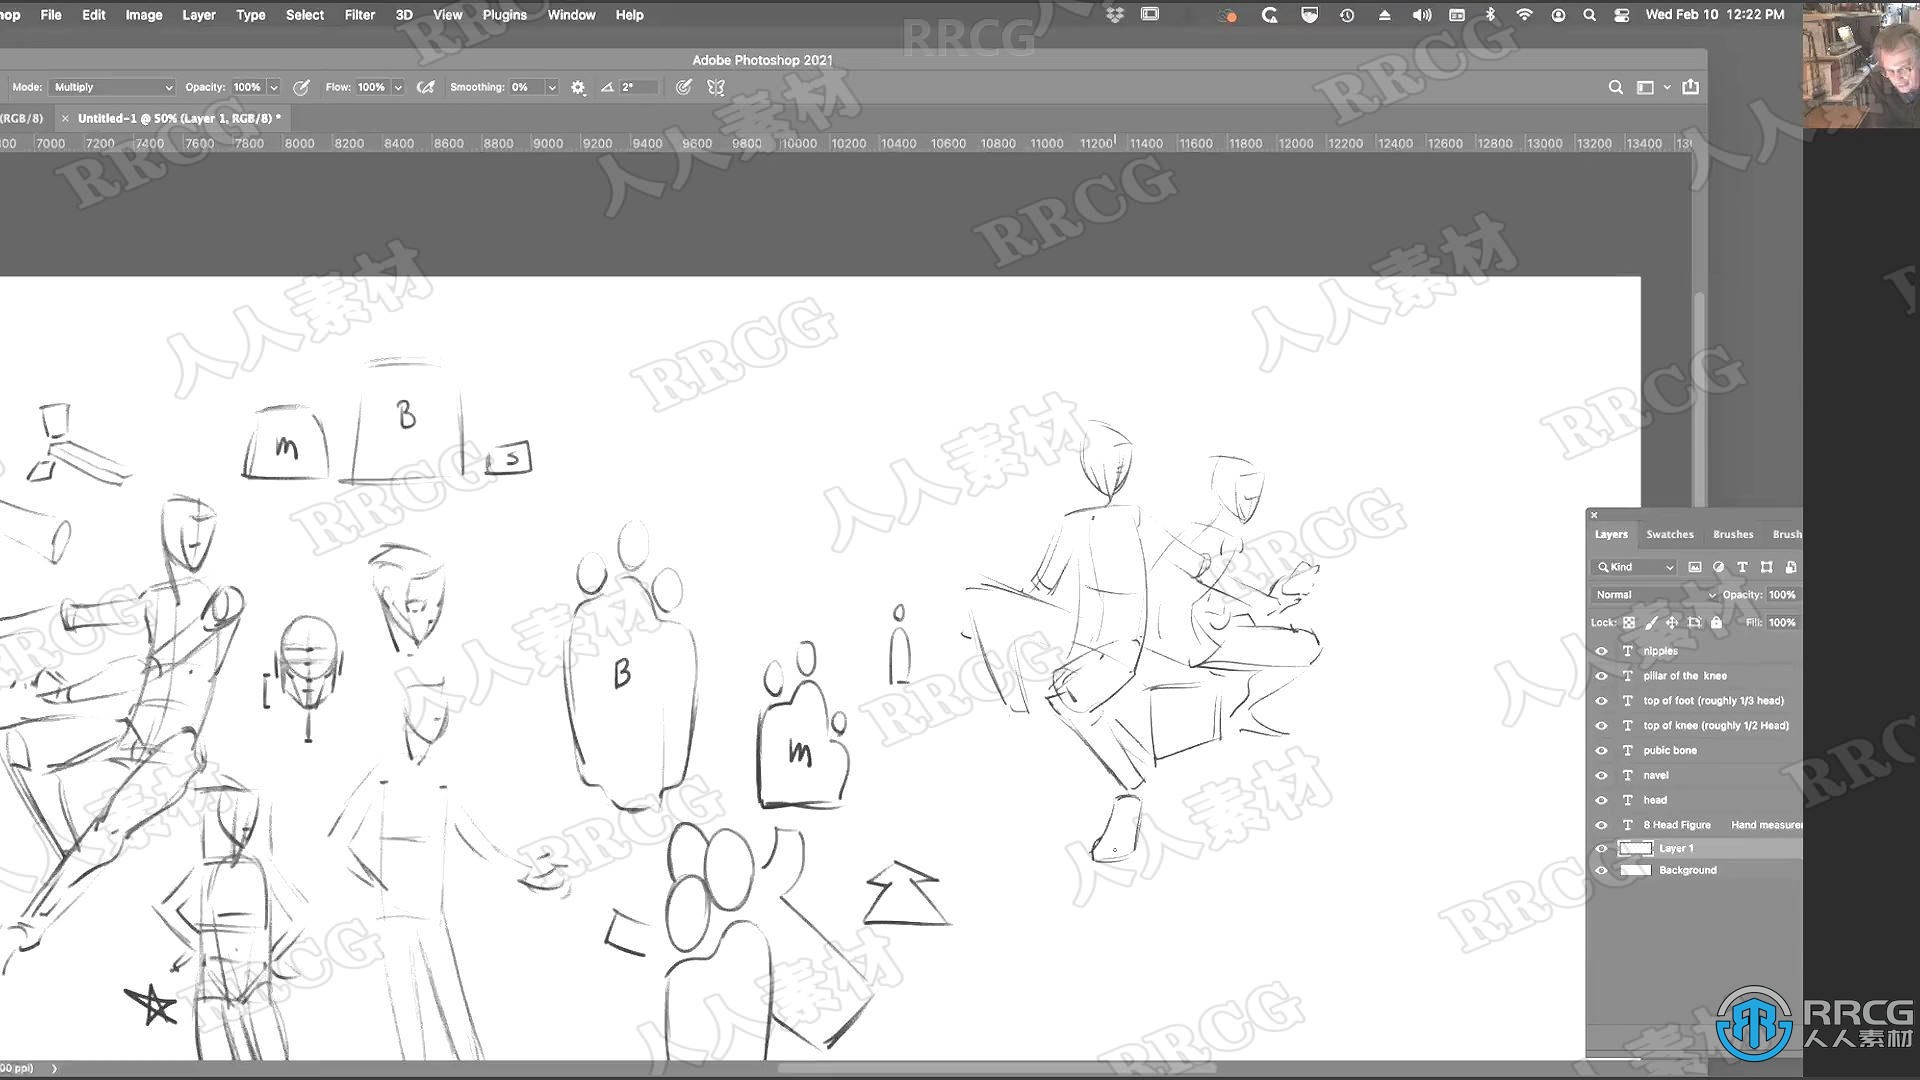 hop File Edit Image Layer Type Select Filter 3D View Plugins Window Help Wed Feb 10 12:22 PM
RRCG
Adobe Photoshop 2021
Mode: Multiply Opacity: 100% Flow: 100% Smoothing: 0% 2°
(RGB/8) × Untitled-1 @ 50% (Layer 1, RGB/8) *
7000 7200 7400 7600 7800 8000 8200 8400 8600 8800 9000 9200 9400 9600 9800 10000 10200 10400 10600 10800 11000 11200 11400 11600 11800 12000 12200 12400 12600 12800 13000 13200 13400
m B S
B
m
Layers Swatches Brushes Brush
Kind
Normal Opacity: 100%
Lock: Fill: 100%
nipples
pillar of the knee
top of foot (roughly 1/3 head)
top of knee (roughly 1/2 Head)
pubic bone
navel
head
8 Head Figure Hand measurem
Layer 1
Background
00 ppi)
RRCG
人人素材